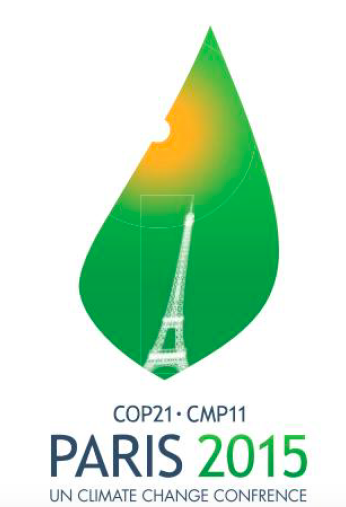 COP21 · CMP11
PARIS 2015
UN CLIMATE CHANGE CONFRENCE